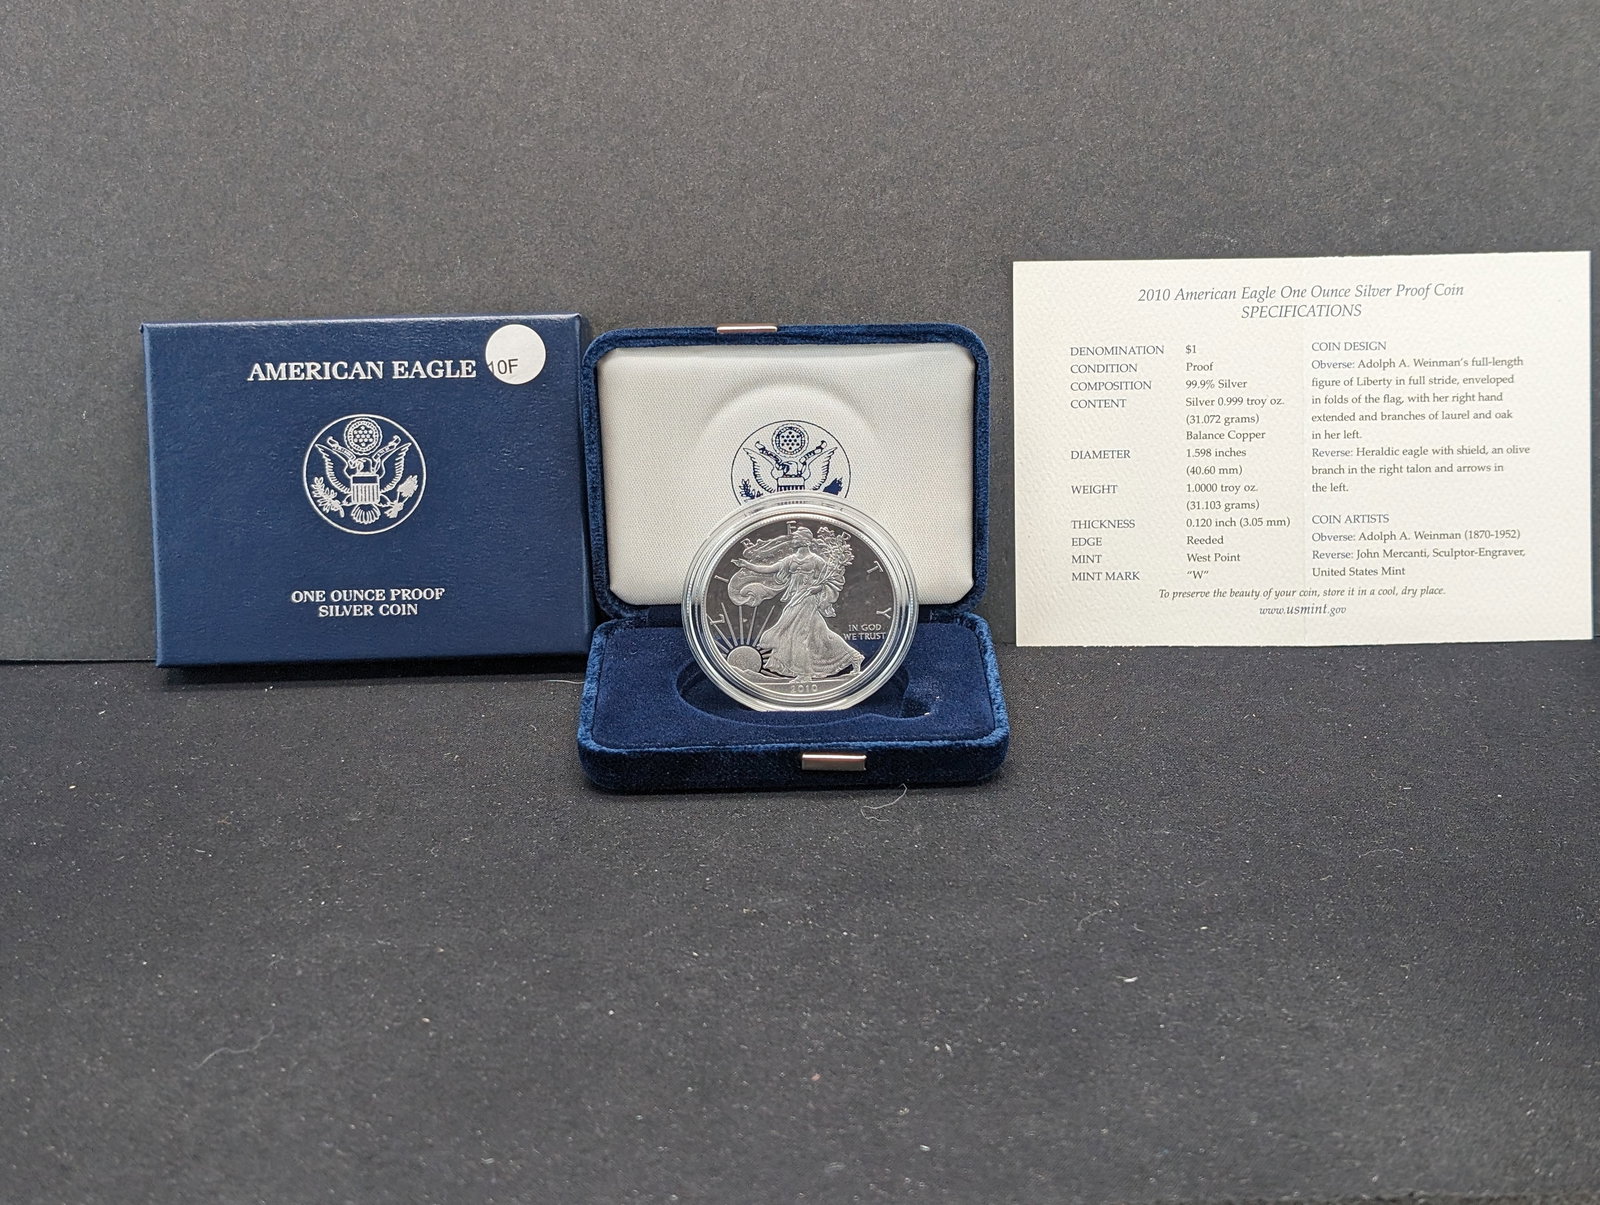 AMERICAN EAGLE
10F
ONE OUNCE PROOF
SILVER COIN
LIBERTY
IN GOD
WE TRUST
2010
2010 American Eagle One Ounce Silver Proof Coin
SPECIFICATIONS
DENOMINATION $1
CONDITION Proof
COMPOSITION 99.9% Silver
CONTENT Silver 0.999 troy oz.
(31.072 grams)
Balance Copper
DIAMETER 1.598 inches
(40.60 mm)
WEIGHT 1.0000 troy oz.
(31.103 grams)
THICKNESS 0.120 inch (3.05 mm)
EDGE Reeded
MINT West Point
MINT MARK "W"
COIN DESIGN
Obverse: Adolph A. Weinman's full-length
figure of Liberty in full stride, enveloped
in folds of the flag, with her right hand
extended and branches of laurel and oak
in her left.
Reverse: Heraldic eagle with shield, an olive
branch in the right talon and arrows in
the left.
COIN ARTISTS
Obverse: Adolph A. Weinman (1870-1952)
Reverse: John Mercanti, Sculptor-Engraver,
United States Mint
To preserve the beauty of your coin, store it in a cool, dry place.
www.usmint.gov